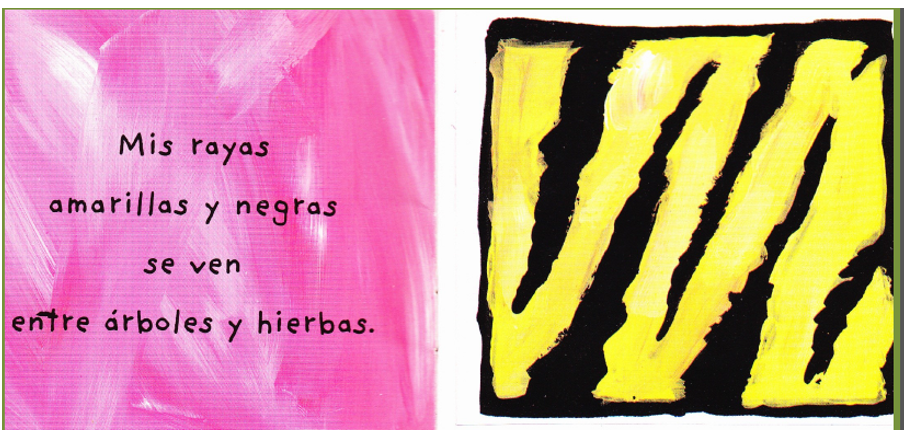 Mis rayas
amarillas y negras
se ven
entre árboles y hierbas.